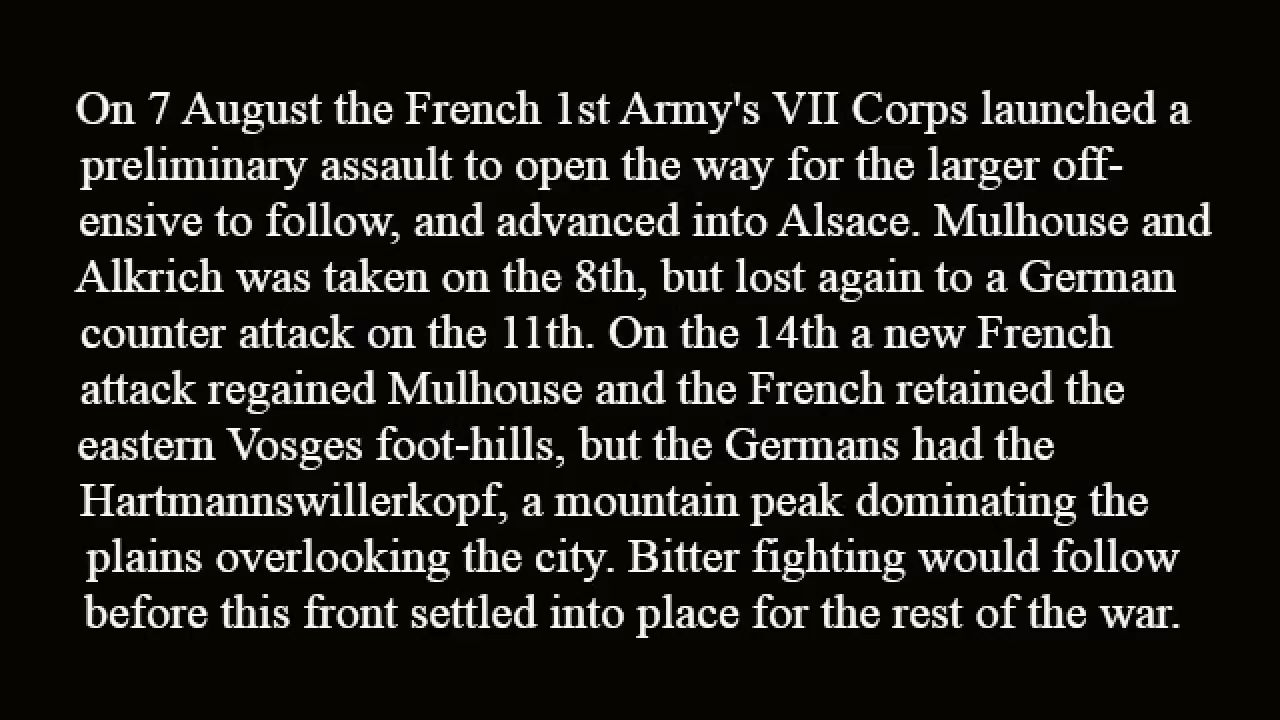 On 7 August the French 1st Army's VII Corps launched a
preliminary assault to open the way for the larger off-
ensive to follow, and advanced into Alsace. Mulhouse and
Alkrich was taken on the 8th, but lost again to a German
counter attack on the 11th. On the 14th a new French
attack regained Mulhouse and the French retained the
eastern Vosges foot-hills, but the Germans had the
Hartmannswillerkopf, a mountain peak dominating the
plains overlooking the city. Bitter fighting would follow
before this front settled into place for the rest of the war.